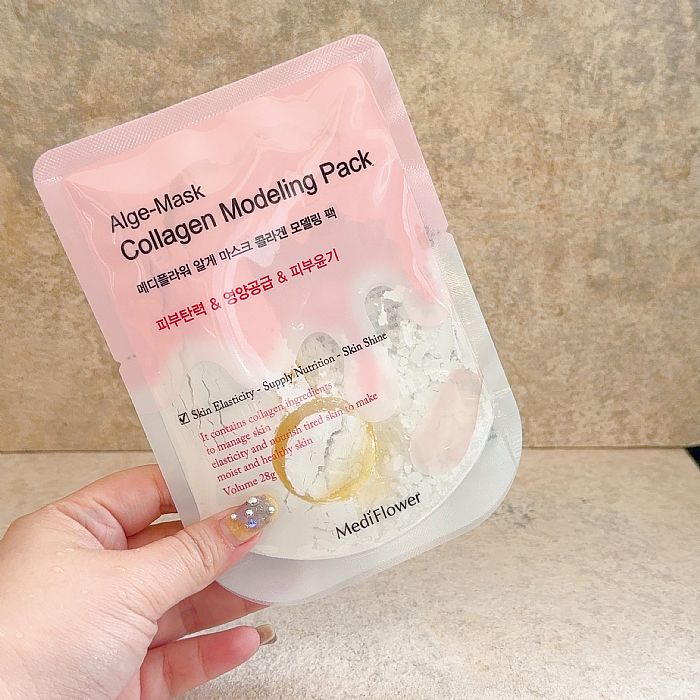 Alge-Mask
Collagen Modeling Pack
메디플라워 알게 마스크 콜라겐 모델링 팩
피부탄력 & 영양공급 & 피부윤기
☑ Skin Elasticity - Supply Nutrition - Skin Shine
It contains collagen ingredients
to manage skin
elasticity and nourish tired skin to make
moist and healthy skin
Volume 28g
MediFlower